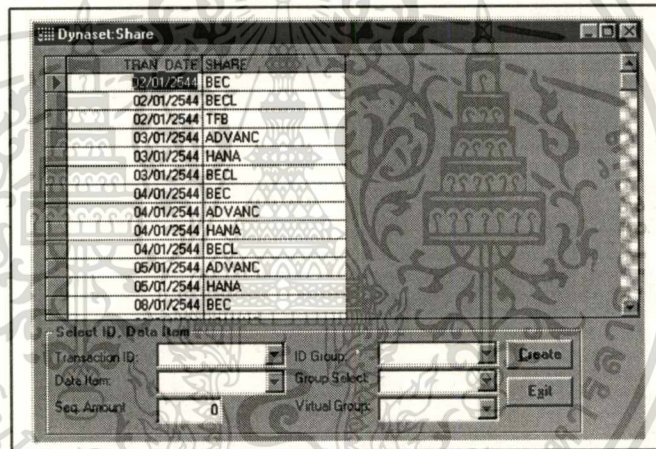 Dynaset:Share
TRAN_DATE SHARE
02/01/2544 BEC
02/01/2544 BECL
02/01/2544 TFB
03/01/2544 ADVANC
03/01/2544 HANA
03/01/2544 BECL
04/01/2544 BEC
04/01/2544 ADVANC
04/01/2544 HANA
04/01/2544 BECL
05/01/2544 ADVANC
05/01/2544 HANA
08/01/2544 BEC
Select ID, Data Item
Transaction ID: ID Group: Create
Data Item: Group Select: Exit
Seq. Amount 0 Virtual Group: